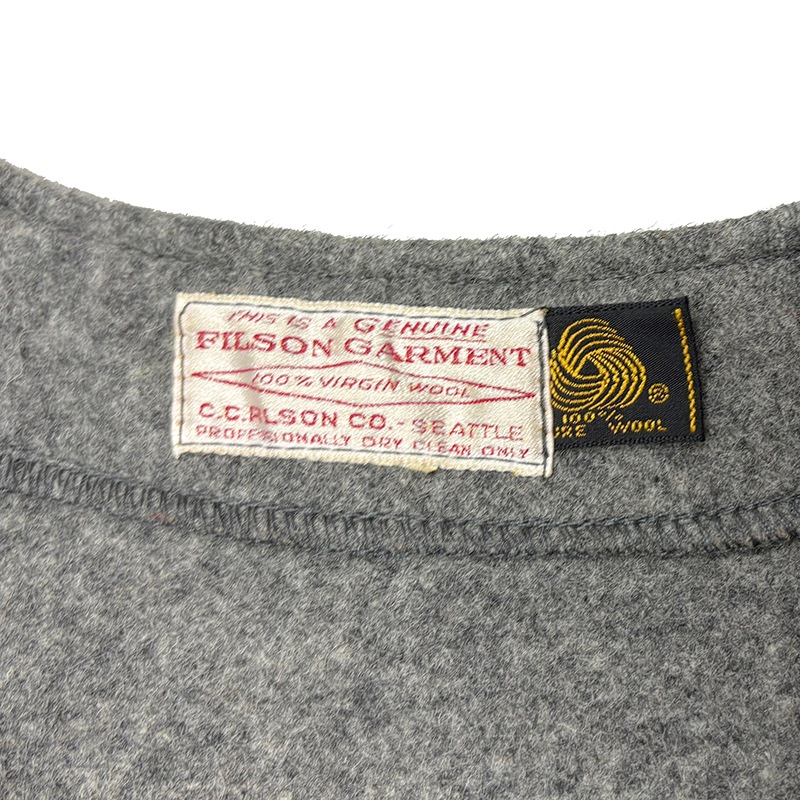 THIS IS A GENUINE
FILSON GARMENT
100% VIRGIN WOOL
C.C.FILSON CO.-SEATTLE
PROFESSIONALLY DRY CLEAN ONLY
®
100%
WOOL